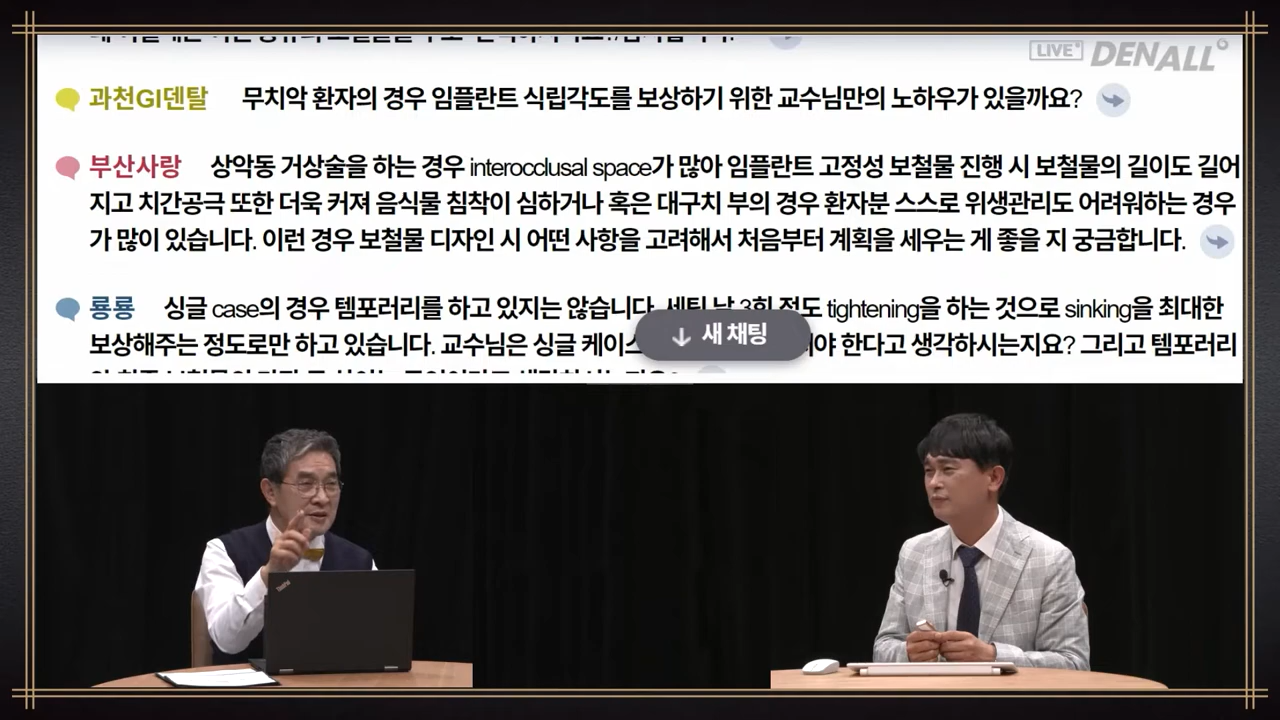 LIVE DENALL
과천GI덴탈 무치악 환자의 경우 임플란트 식립각도를 보상하기 위한 교수님만의 노하우가 있을까요?
부산사랑 상악동 거상술을 하는 경우 interocclusal space가 많아 임플란트 고정성 보철물 진행 시 보철물의 길이도 길어
지고 치간공극 또한 더욱 커져 음식물 침착이 심하거나 혹은 대구치 부의 경우 환자분 스스로 위생관리도 어려워하는 경우
가 많이 있습니다. 이런 경우 보철물 디자인 시 어떤 사항을 고려해서 처음부터 계획을 세우는 게 좋을 지 궁금합니다.
룡룡 싱글 case의 경우 템포러리를 하고 있지는 않습니다. 세팅 날 3회 정도 tightening을 하는 것으로 sinking을 최대한
새 채팅
보상해주는 정도로만 하고 있습니다. 교수님은 싱글 케이스 야 한다고 생각하시는지요? 그리고 템포러리
ThinkPad